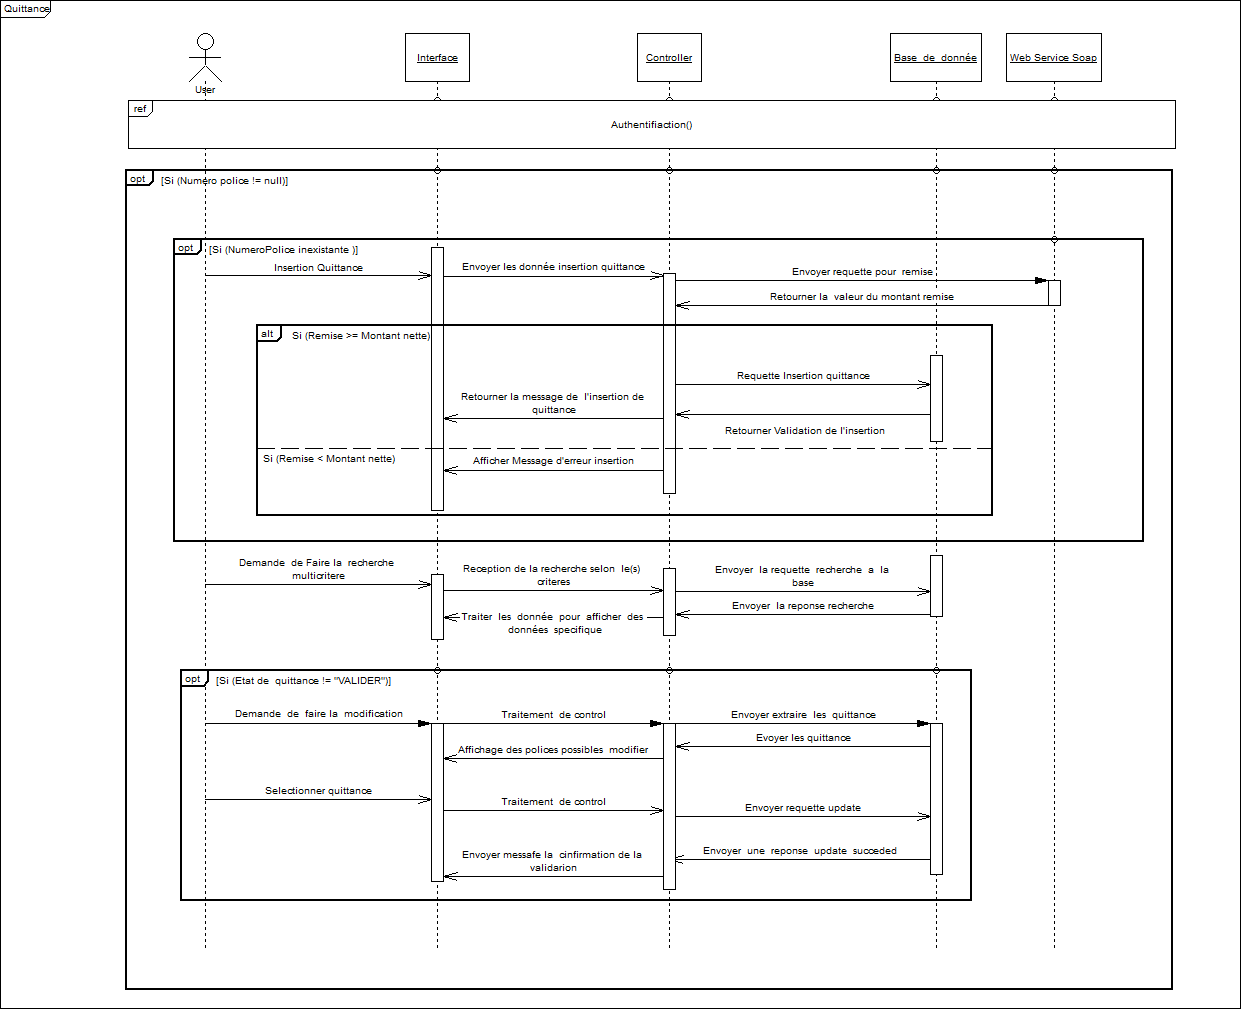 Quittance
User
Interface
Controller
Base de donnée
Web Service Soap
ref
Authentifiaction()
opt
[Si (Numero police != null)]
opt
[Si (NumeroPolice inexistante )]
Insertion Quittance
Envoyer les donnée insertion quittance
Envoyer requette pour remise
Retourner la valeur du montant remise
alt
Si (Remise >= Montant nette)
Requette Insertion quittance
Retourner la message de l'insertion de
quittance
Retourner Validation de l'insertion
Si (Remise < Montant nette)
Afficher Message d'erreur insertion
Demande de Faire la recherche
multicritere
Reception de la recherche selon le(s)
criteres
Envoyer la requette recherche a la
base
Envoyer la reponse recherche
Traiter les donnée pour afficher des
données specifique
opt
[Si (Etat de quittance != "VALIDER")]
Demande de faire la modification
Traitement de control
Envoyer extraire les quittance
Evoyer les quittance
Affichage des polices possibles modifier
Selectionner quittance
Traitement de control
Envoyer requette update
Envoyer une reponse update succeded
Envoyer messafe la cinfirmation de la
validarion